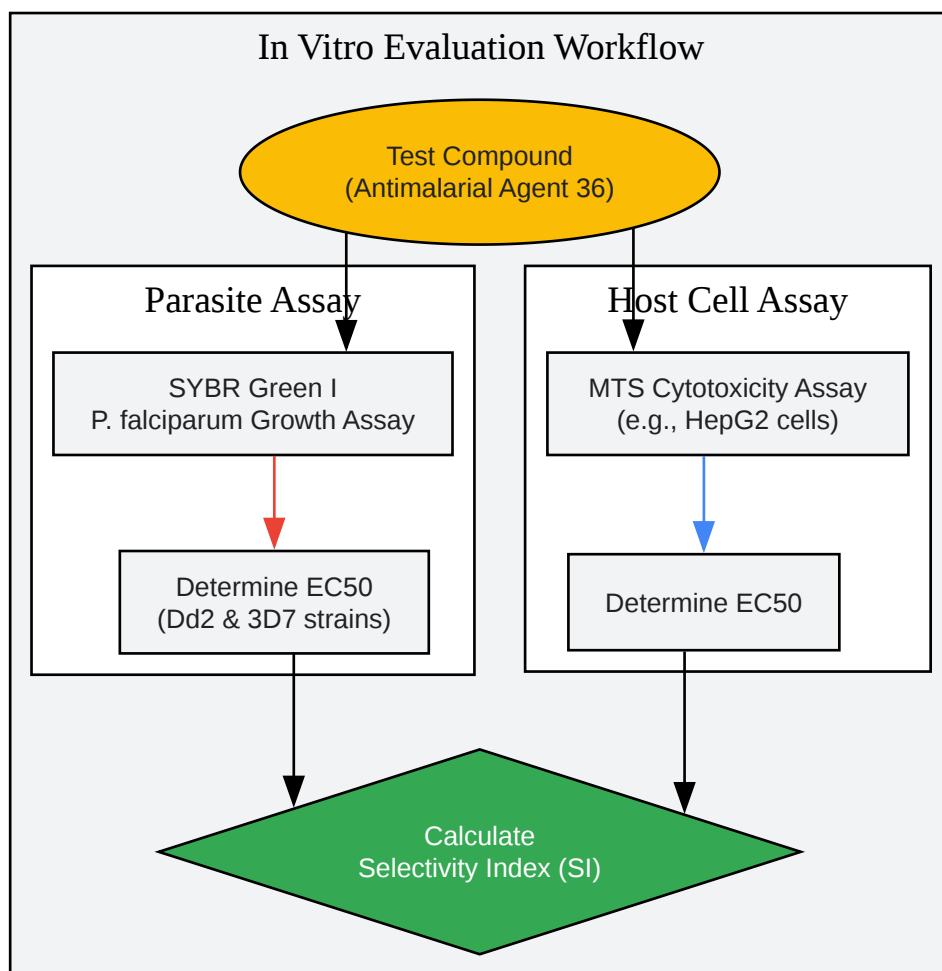 In Vitro Evaluation Workflow
Test Compound
(Antimalarial Agent 36)
Parasite Assay
SYBR Green I
P. falciparum Growth Assay
Determine EC50
(Dd2 & 3D7 strains)
Host Cell Assay
MTS Cytotoxicity Assay
(e.g., HepG2 cells)
Determine EC50
Calculate
Selectivity Index (SI)